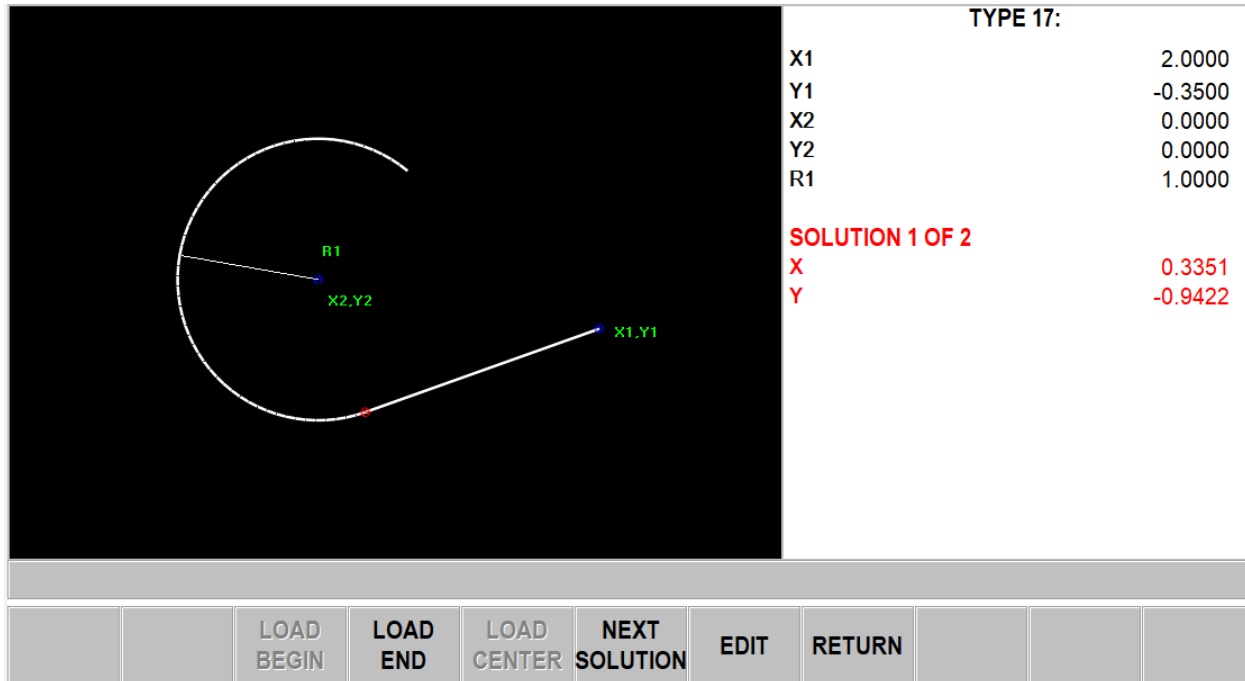 TYPE 17:
X1 2.0000
Y1 -0.3500
X2 0.0000
Y2 0.0000
R1 1.0000
SOLUTION 1 OF 2
X 0.3351
Y -0.9422
R1
X2,Y2
X1,Y1
LOAD BEGIN
LOAD END
LOAD CENTER
NEXT SOLUTION
EDIT
RETURN